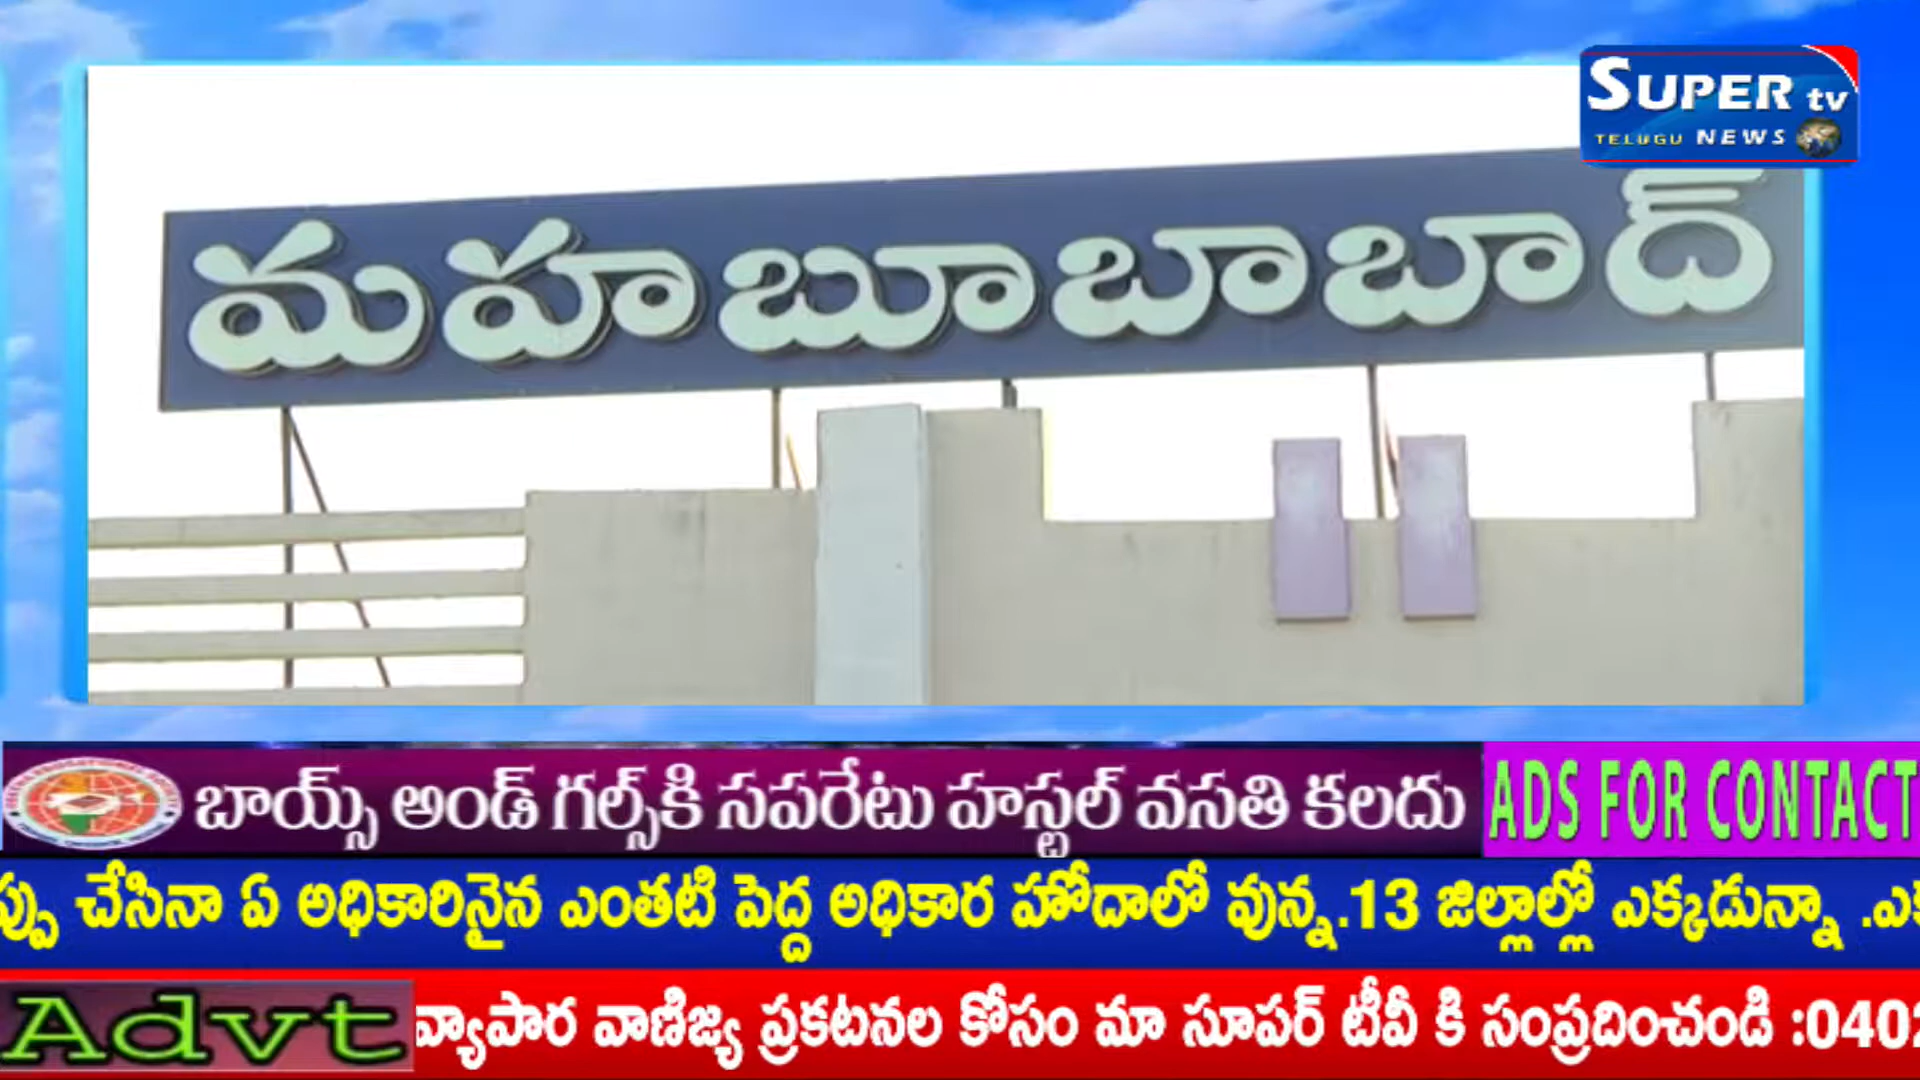 SUPER tv
TELUGU NEWS
మహబూబాబాద్
బాయ్స్ అండ్ గల్స్‌కి సపరేటు హాస్టల్ వసతి కలదు
ADS FOR CONTACT
చేసినా ఏ అధికారినైన ఎంతటి పెద్ద అధికార హోదాలో వున్న.13 జిల్లాల్లో ఎక్కడున్నా
Advt
వ్యాపార వాణిజ్య ప్రకటనల కోసం మా సూపర్ టీవీ కి సంప్రదించండి :040